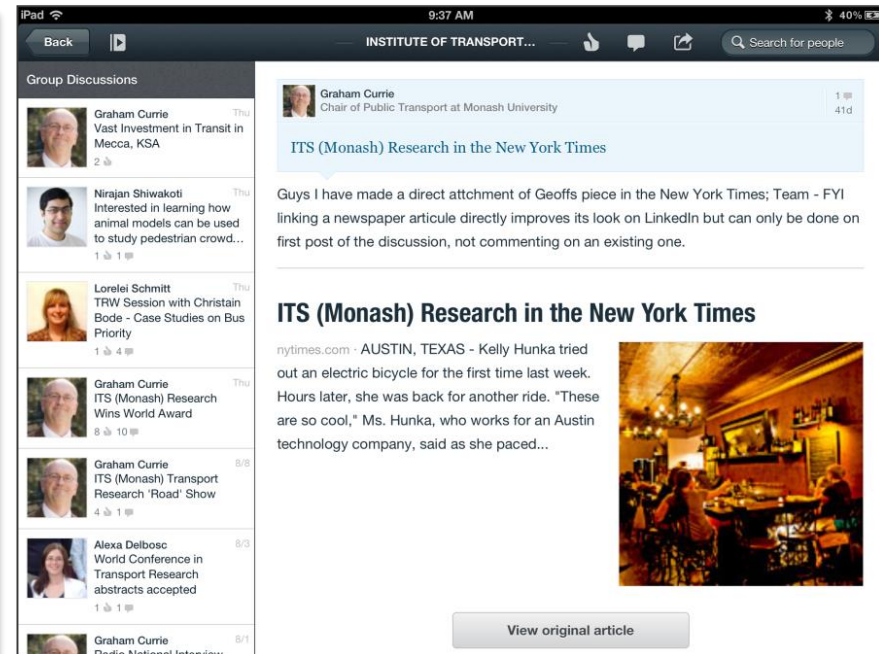 iPad
9:37 AM
40%
Back
INSTITUTE OF TRANSPORT...
Search for people
Group Discussions
Graham Currie
Thu
Vast Investment in Transit in
Mecca, KSA
2
Nirajan Shiwakoti
Thu
Interested in learning how
animal models can be used
to study pedestrian crowd...
1 1
Lorelei Schmitt
Thu
TRW Session with Christain
Bode - Case Studies on Bus
Priority
1 4
Graham Currie
Thu
ITS (Monash) Research
Wins World Award
8 10
Graham Currie
8/8
ITS (Monash) Transport
Research 'Road' Show
4 1
Alexa Delbosc
8/3
World Conference in
Transport Research
abstracts accepted
1 1
Graham Currie
8/1
Radio National Interview
Graham Currie
Chair of Public Transport at Monash University
1
41d
ITS (Monash) Research in the New York Times
Guys I have made a direct attchment of Geoffs piece in the New York Times; Team - FYI
linking a newspaper articule directly improves its look on LinkedIn but can only be done on
first post of the discussion, not commenting on an existing one.
ITS (Monash) Research in the New York Times
nytimes.com · AUSTIN, TEXAS - Kelly Hunka tried
out an electric bicycle for the first time last week.
Hours later, she was back for another ride. "These
are so cool," Ms. Hunka, who works for an Austin
technology company, said as she paced...
View original article